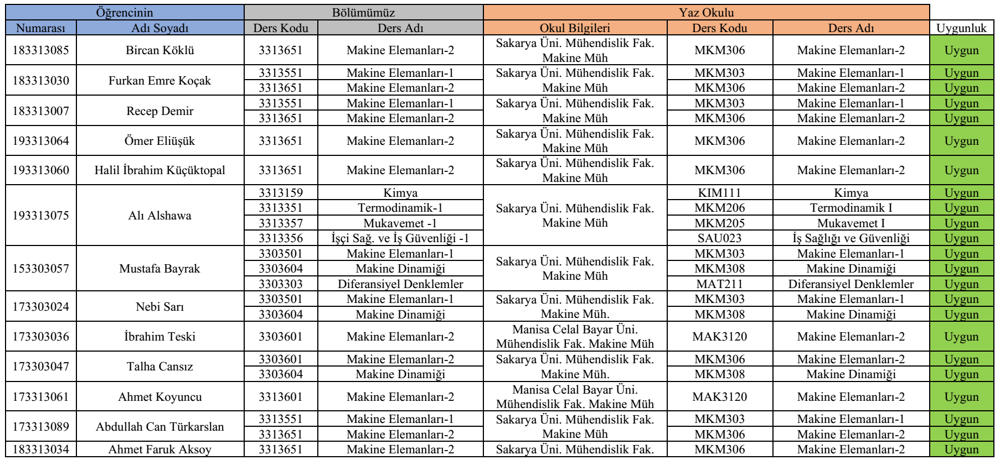 Öğrencinin Bölümümüz Yaz Okulu
Numarası Adı Soyadı Ders Kodu Ders Adı Okul Bilgileri Ders Kodu Ders Adı Uygunluk
183313085 Bircan Köklü 3313651 Makine Elemanları-2 Sakarya Üni. Mühendislik Fak. MKM306 Makine Elemanları-2 Uygun
Makine Müh
183313030 Furkan Emre Koçak 3313551 Makine Elemanları-1 Sakarya Üni. Mühendislik Fak. MKM303 Makine Elemanları-1 Uygun
3313651 Makine Elemanları-2 Makine Müh MKM306 Makine Elemanları-2 Uygun
183313007 Recep Demir 3313551 Makine Elemanları-1 Sakarya Üni. Mühendislik Fak. MKM303 Makine Elemanları-1 Uygun
3313651 Makine Elemanları-2 Makine Müh MKM306 Makine Elemanları-2 Uygun
193313064 Ömer Eliüşük 3313651 Makine Elemanları-2 Sakarya Üni. Mühendislik Fak. MKM306 Makine Elemanları-2 Uygun
Makine Müh
193313060 Halil İbrahim Küçüktopal 3313651 Makine Elemanları-2 Sakarya Üni. Mühendislik Fak. MKM306 Makine Elemanları-2 Uygun
Makine Müh
193313075 Alı Alshawa 3313159 Kimya Sakarya Üni. Mühendislik Fak. KIM111 Kimya Uygun
3313351 Termodinamik-1 Makine Müh MKM206 Termodinamik I Uygun
3313357 Mukavemet -1 MKM205 Mukavemet I Uygun
3313356 İşçi Sağ. ve İş Güvenliği -1 SAU023 İş Sağlığı ve Güvenliği Uygun
153303057 Mustafa Bayrak 3303501 Makine Elemanları-1 Sakarya Üni. Mühendislik Fak. MKM303 Makine Elemanları-1 Uygun
3303604 Makine Dinamiği Makine Müh MKM308 Makine Dinamiği Uygun
3303303 Diferansiyel Denklemler MAT211 Diferansiyel Denklemler Uygun
173303024 Nebi Sarı 3303501 Makine Elemanları-1 Sakarya Üni. Mühendislik Fak. MKM303 Makine Elemanları-1 Uygun
3303604 Makine Dinamiği Makine Müh. MKM308 Makine Dinamiği Uygun
173303036 İbrahim Teski 3303601 Makine Elemanları-2 Manisa Celal Bayar Üni. MAK3120 Makine Elemanları-2 Uygun
Mühendislik Fak. Makine Müh
173303047 Talha Cansız 3303601 Makine Elemanları-2 Sakarya Üni. Mühendislik Fak. MKM306 Makine Elemanları-2 Uygun
3303604 Makine Dinamiği Makine Müh. MKM308 Makine Dinamiği Uygun
173313061 Ahmet Koyuncu 3313601 Makine Elemanları-2 Manisa Celal Bayar Üni. MAK3120 Makine Elemanları-2 Uygun
Mühendislik Fak. Makine Müh
173313089 Abdullah Can Türkarslan 3313551 Makine Elemanları-1 Sakarya Üni. Mühendislik Fak. MKM303 Makine Elemanları-1 Uygun
3313651 Makine Elemanları-2 Makine Müh MKM306 Makine Elemanları-2 Uygun
183313034 Ahmet Faruk Aksoy 3313651 Makine Elemanları-2 Sakarya Üni. Mühendislik Fak. MKM306 Makine Elemanları-2 Uygun